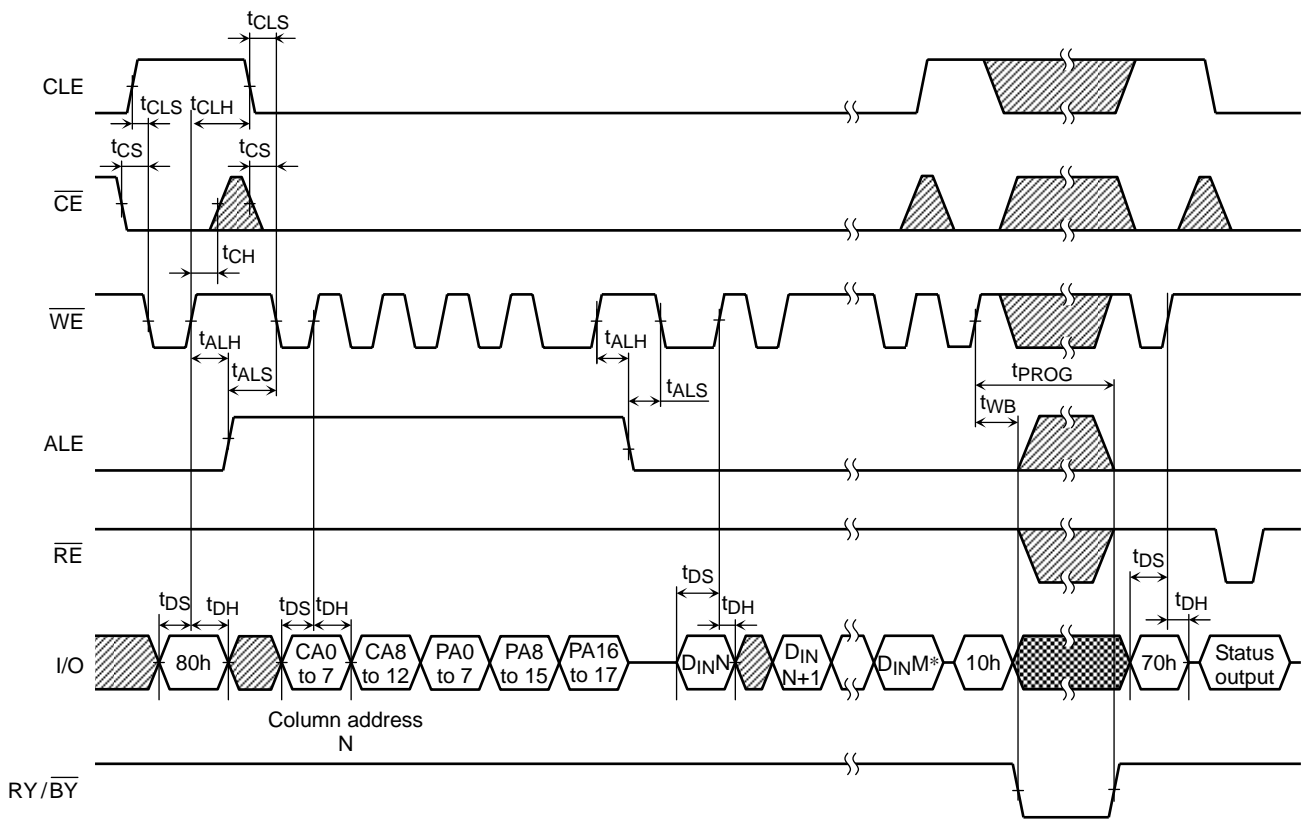 tCLS
CLE
tCLS tCLH
tCS tCS
CE
tCH
WE
tALH tALH
tALS tALS
tPROG
tWB
ALE
RE
tDS tDH tDS tDH tDS tDH tDS tDH
I/O
80h
CA0 to 7
CA8 to 12
PA0 to 7
PA8 to 15
PA16 to 17
DINN
DIN N+1
DINM*
10h
70h
Status output
Column address
N
RY/BY